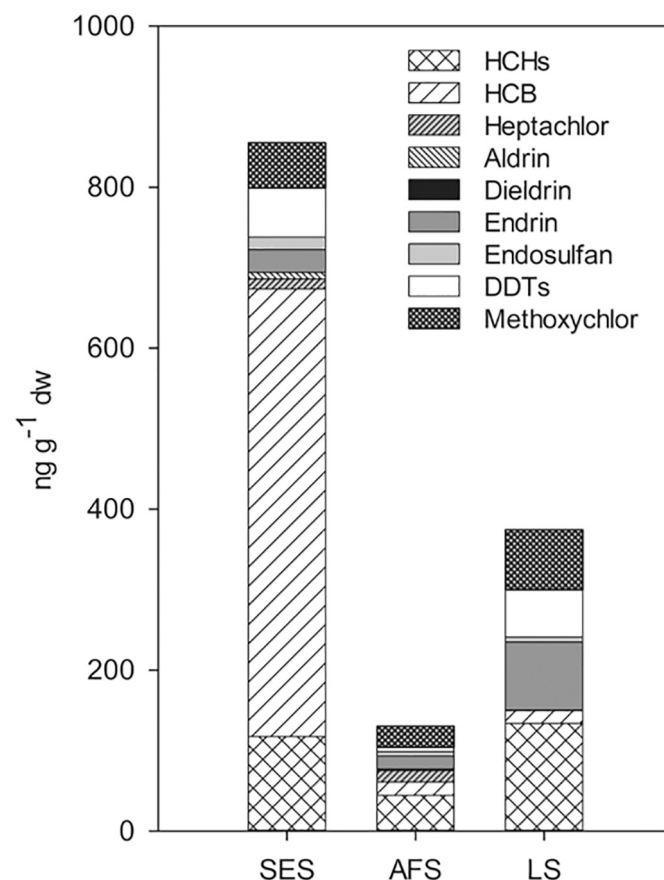 1000
800
600
400
200
0
ng g⁻¹ dw
HCHs
HCB
Heptachlor
Aldrin
Dieldrin
Endrin
Endosulfan
DDTs
Methoxychlor
SES AFS LS